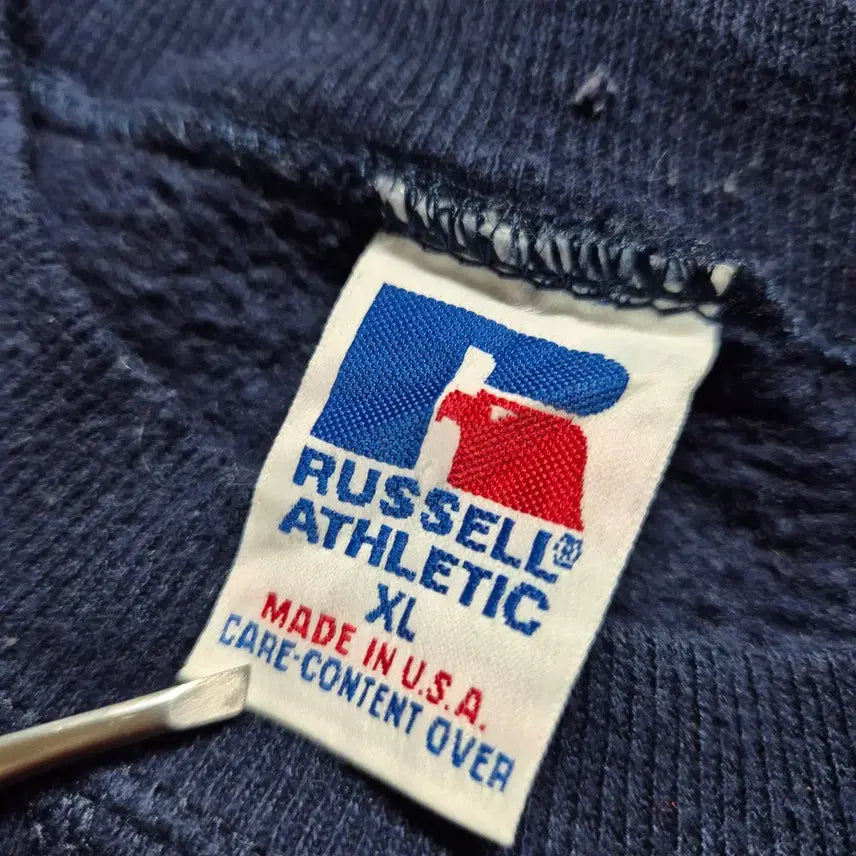 RUSSELL®
ATHLETIC
XL
MADE IN U.S.A.
CARE-CONTENT OVER